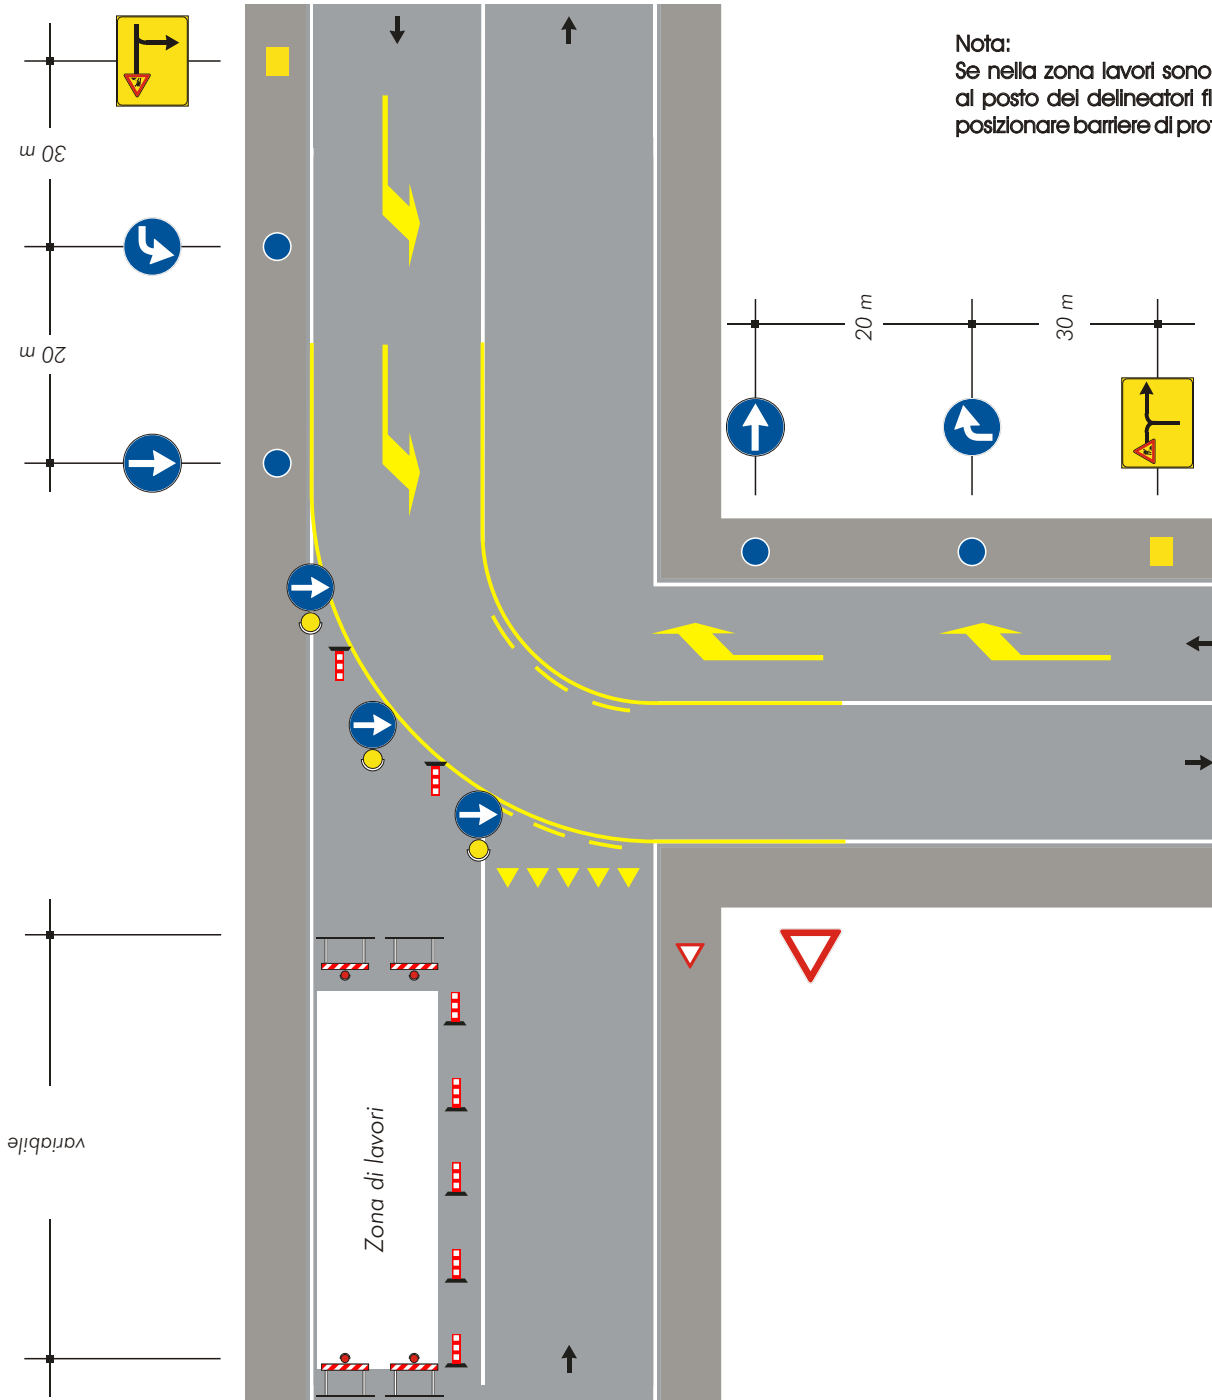 Nota:
Se nella zona lavori sono
al posto dei delineatori
posizionare barriere di
30 m
20 m
20 m
30 m
variabile
Zona di lavori